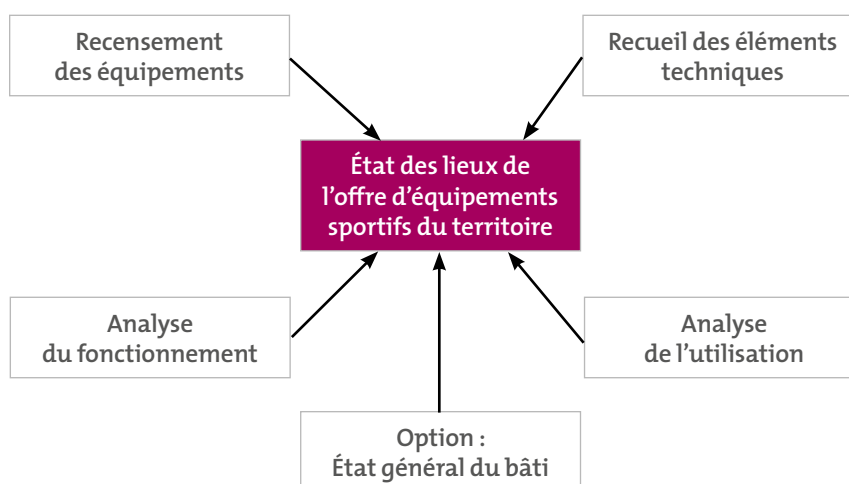 Recensement
des équipements
Recueil des éléments
techniques
État des lieux de
l’offre d’équipements
sportifs du territoire
Analyse
du fonctionnement
Analyse
de l’utilisation
Option :
État général du bâti